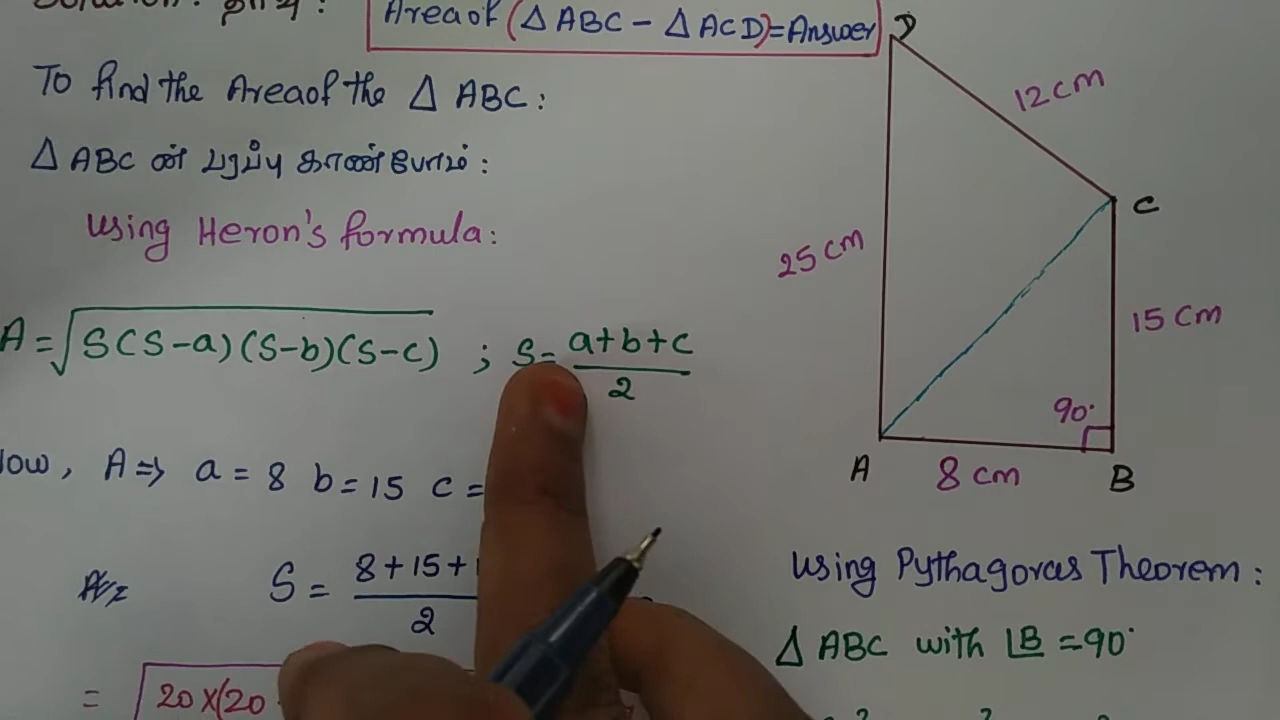 Area of (Δ ABC - Δ ACD)=Answer
To find the Area of the Δ ABC:
Δ ABC ன் பரப்பு காண்போம்:
Using Heron's formula:
A = √S(S-a)(S-b)(S-c) ; S = a+b+c / 2
Now, A ⇒ a = 8 b = 15 c =
S = 8+15+ / 2
= √20×(20
D
12 cm
C
25 cm
15 cm
90°
A 8 cm B
Using Pythagoras Theorem:
Δ ABC with ∟B = 90°